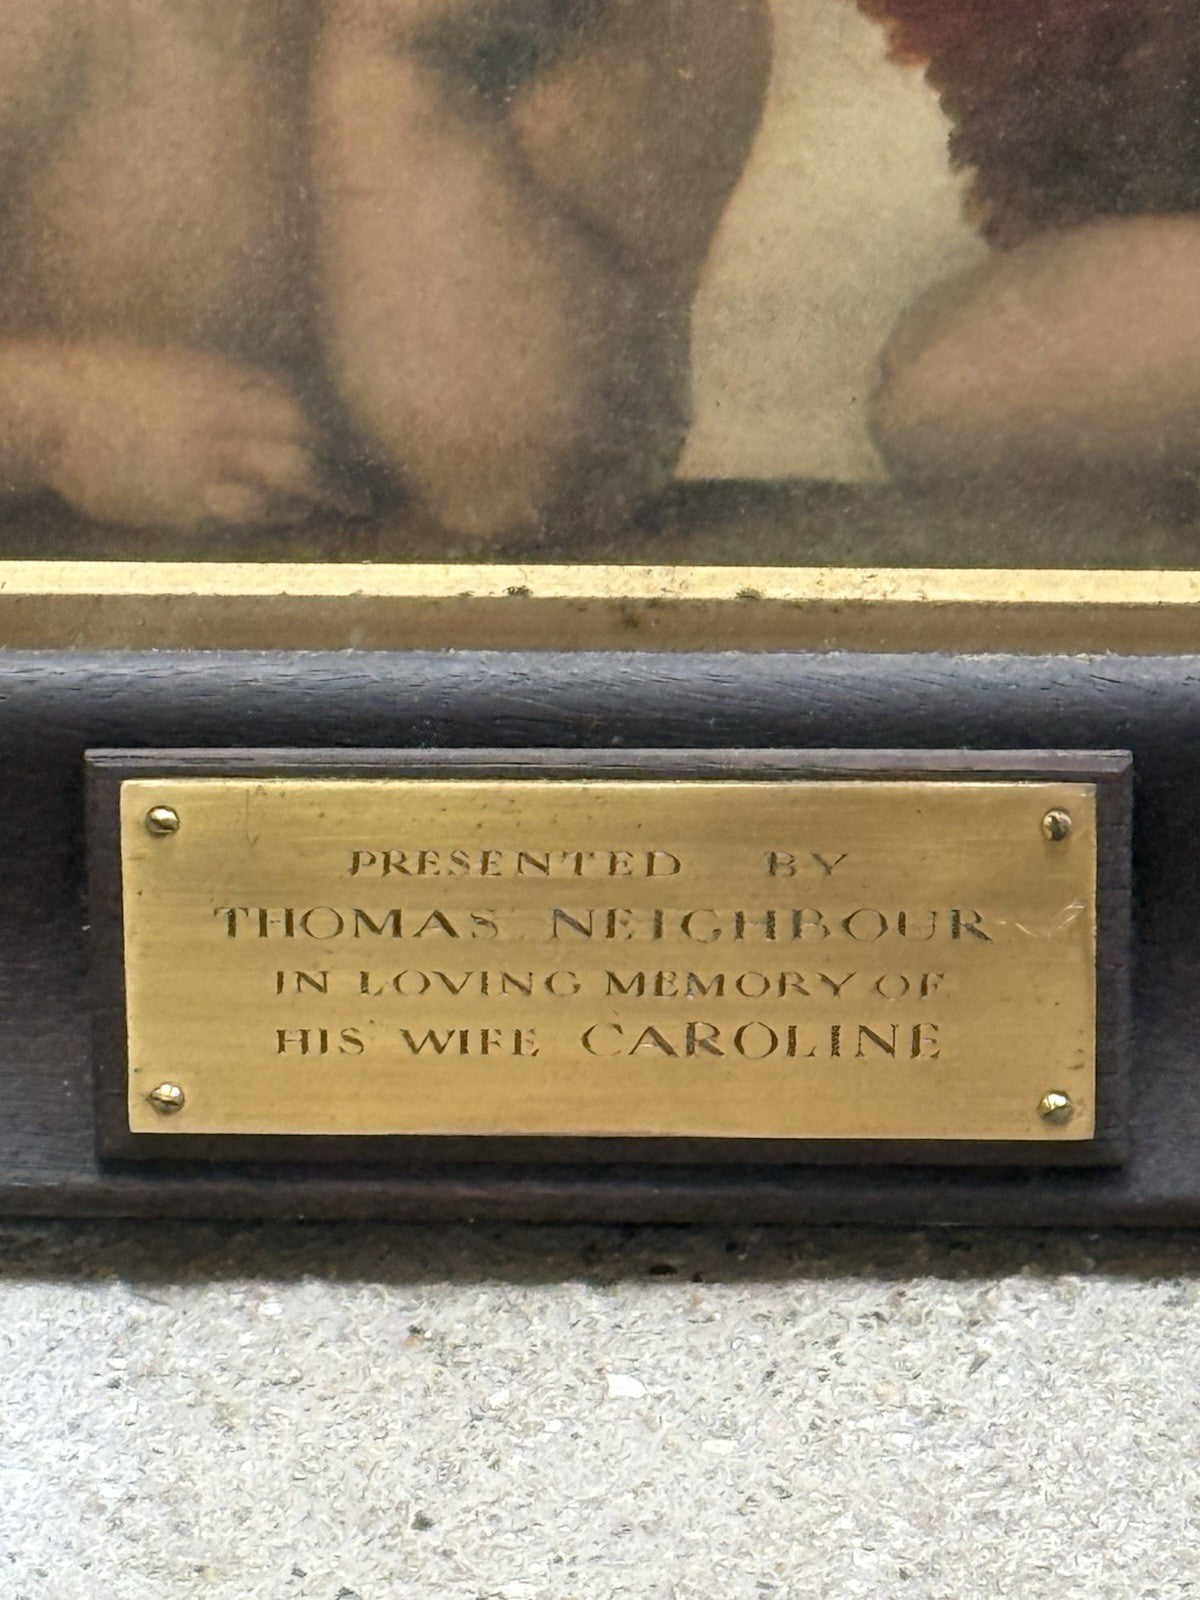 PRESENTED BY
THOMAS NEIGHBOUR
IN LOVING MEMORY OF
HIS WIFE CAROLINE